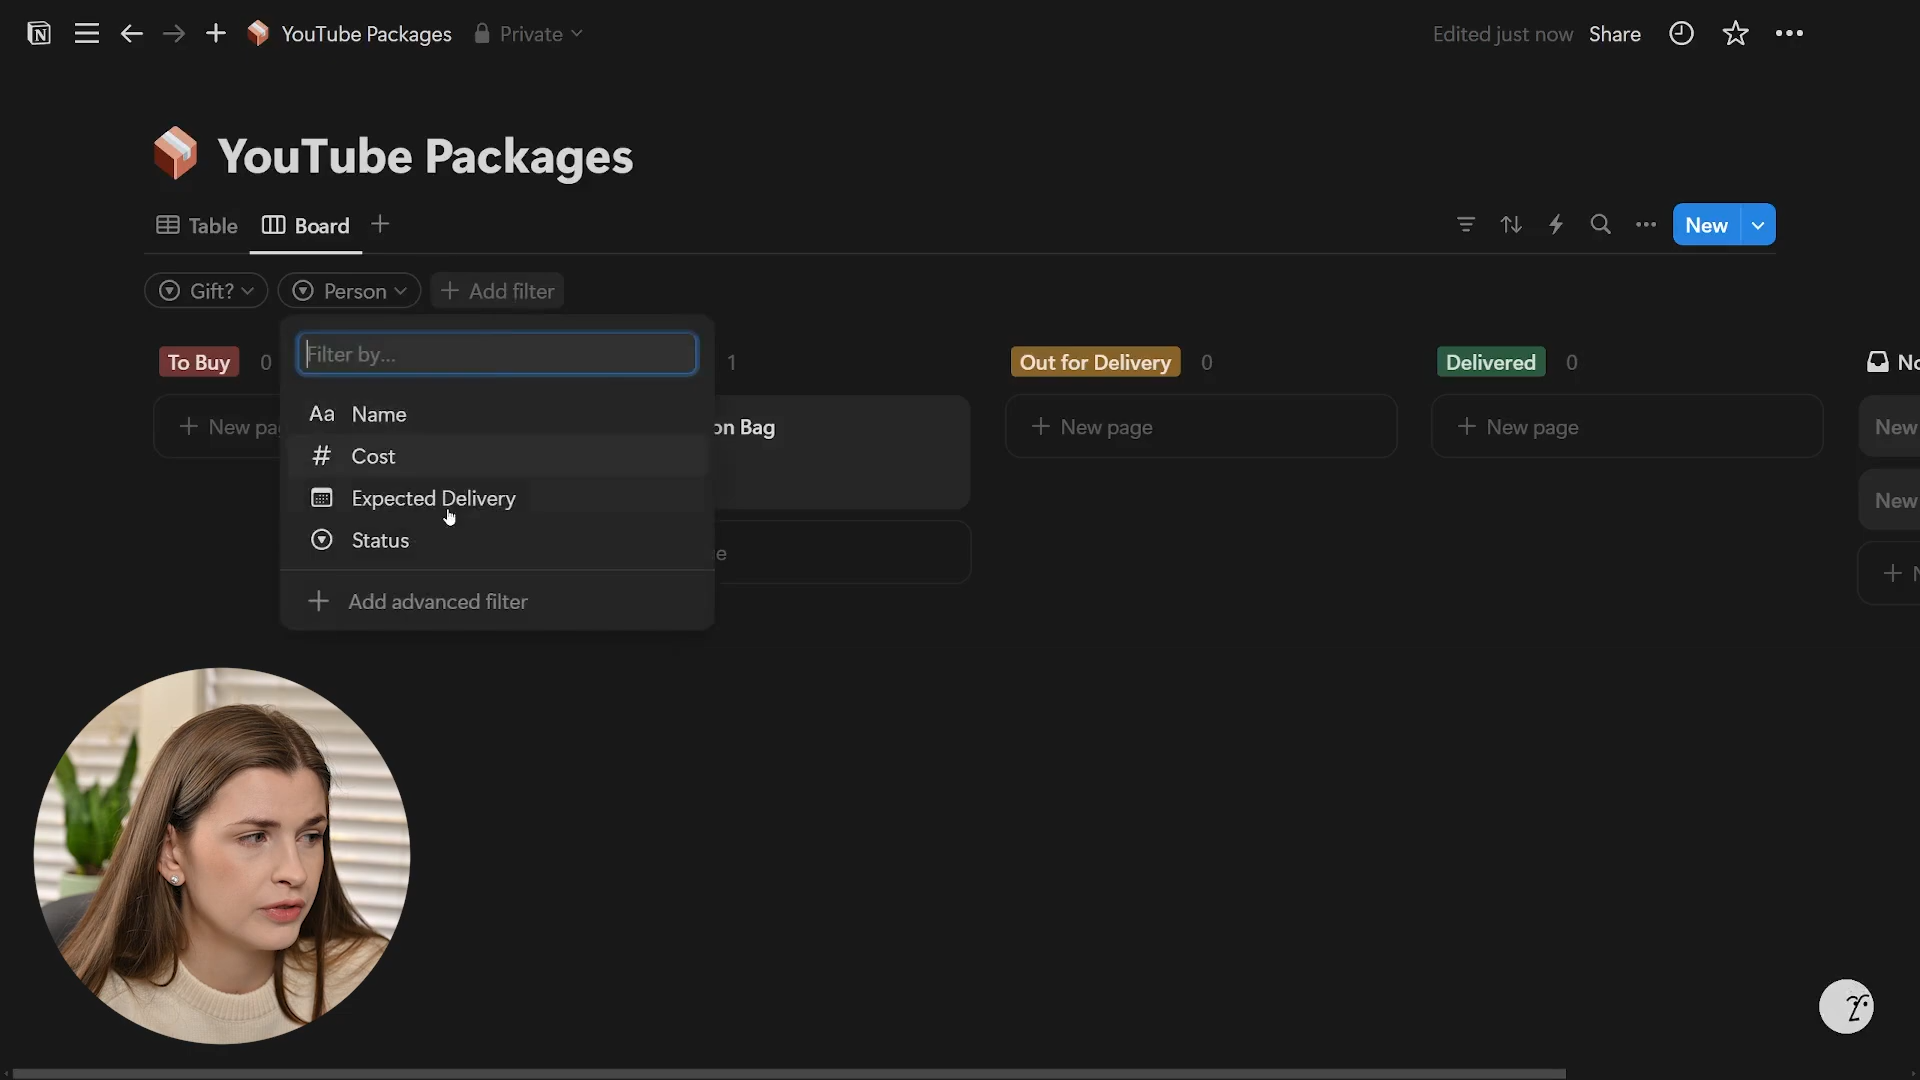 YouTube Packages
Private
Edited just now
Share
YouTube Packages
Table
Board
New
Gift?
Person
Add filter
Filter by...
To Buy 0
1
Out for Delivery 0
Delivered 0
Name
Cost
Expected Delivery
Status
Add advanced filter
New
on Bag
New page
New page
New
New